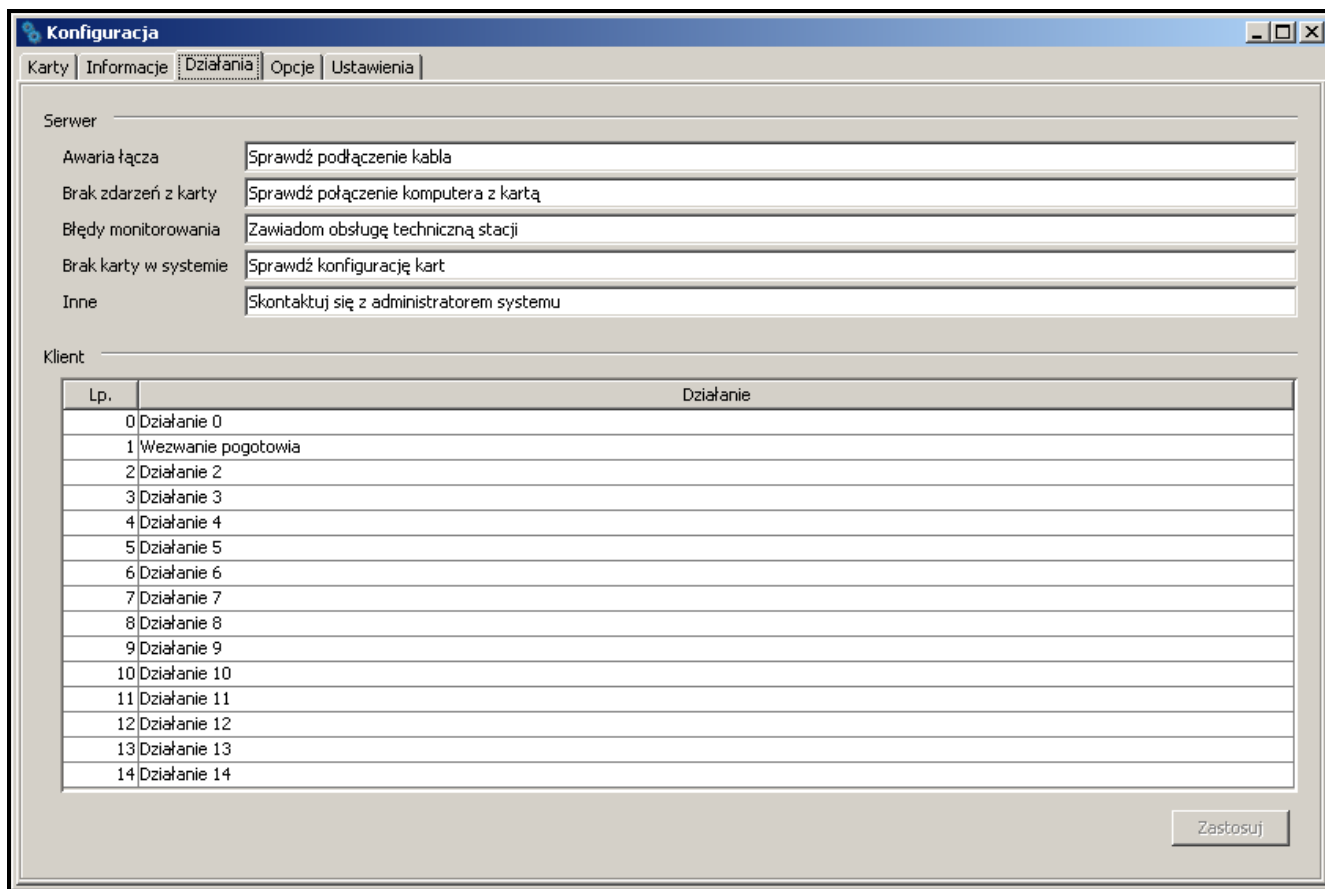 Konfiguracja
Karty Informacje Działania Opcje Ustawienia
Serwer
Awaria łącza Sprawdź podłączenie kabla
Brak zdarzeń z karty Sprawdź połączenie komputera z kartą
Błędy monitorowania Zawiadom obsługę techniczną stacji
Brak karty w systemie Sprawdź konfigurację kart
Inne Skontaktuj się z administratorem systemu
Klient
Lp. Działanie
0 Działanie 0
1 Wezwanie pogotowia
2 Działanie 2
3 Działanie 3
4 Działanie 4
5 Działanie 5
6 Działanie 6
7 Działanie 7
8 Działanie 8
9 Działanie 9
10 Działanie 10
11 Działanie 11
12 Działanie 12
13 Działanie 13
14 Działanie 14
Zastosuj